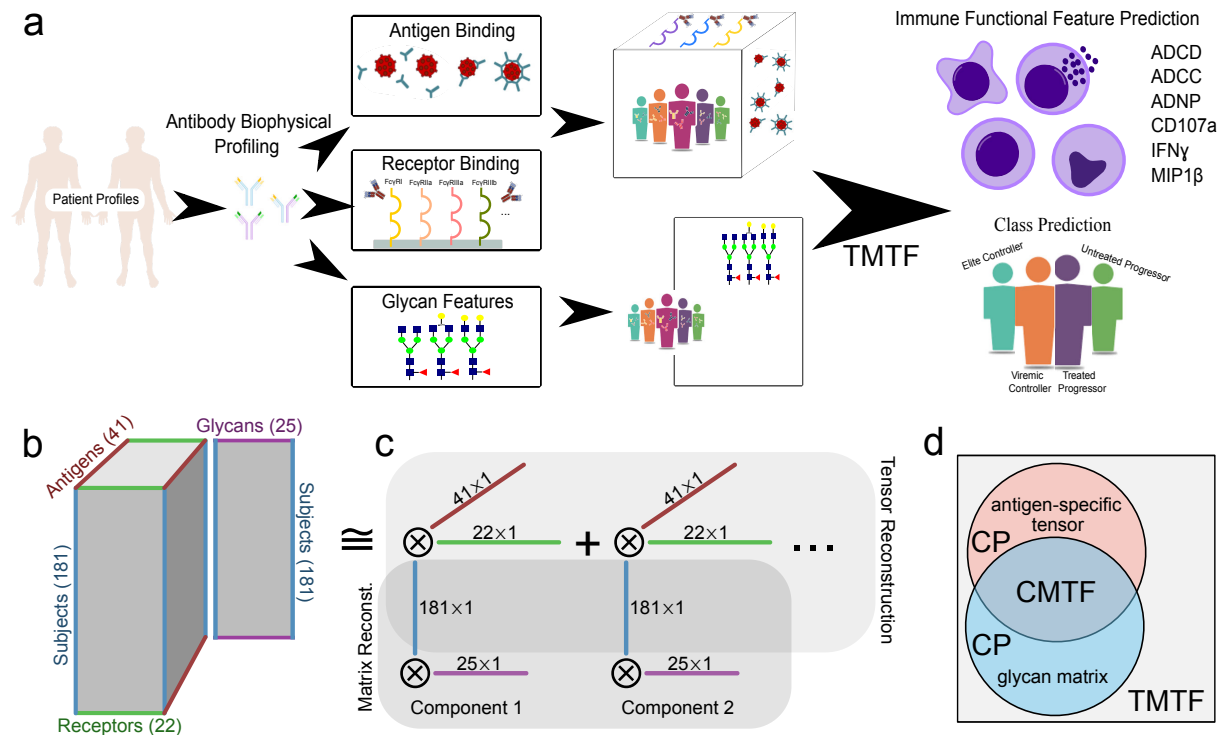 a
Patient Profiles
Antibody Biophysical
Profiling
Antigen Binding
Receptor Binding
FcγRI
FcγRIIa
FcγRIIIa
FcγRIIIb
...
Glycan Features
TMTF
Immune Functional Feature Prediction
ADCD
ADCC
ADNP
CD107a
IFNɣ
MIP1β
Class Prediction
Elite Controller
Untreated Progressor
Viremic
Controller
Treated
Progressor
b
Antigens (41)
Glycans (25)
Subjects (181)
Subjects (181)
Receptors (22)
≅
c
41×1
22×1
181×1
25×1
Component 1
+
41×1
22×1
181×1
25×1
Component 2
...
Matrix Reconst.
Tensor Reconstruction
d
antigen-specific
tensor
CP
CMTF
CP
glycan matrix
TMTF